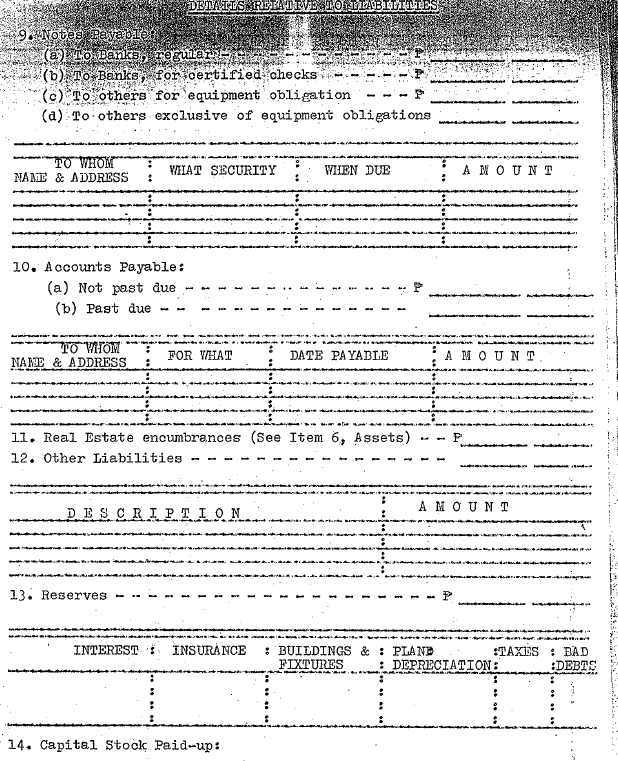 DETAILS RELATIVE TO LIABILITIES
9. Notes Payable:
(a) To Banks, regular - - - - - - - - - - - - - - ₱
(b) To Banks, for certified checks - - - - - ₱
(c) To others for equipment obligation - - - ₱
(d) To others exclusive of equipment obligations
TO WHOM : WHAT SECURITY : WHEN DUE : A M O U N T
NAME & ADDRESS
10. Accounts Payable:
(a) Not past due - - - - - - - - - - - - - - - - - ₱
(b) Past due - - - - - - - - - - - - - - - -
TO WHOM : FOR WHAT : DATE PAYABLE : A M O U N T
NAME & ADDRESS
11. Real Estate encumbrances (See Item 6, Assets) - - ₱
12. Other Liabilities - - - - - - - - - - - - - - - - -
D E S C R I P T I O N : A M O U N T
13. Reserves - - - - - - - - - - - - - - - - - - - - - ₱
INTEREST : INSURANCE : BUILDINGS & : PLAND :TAXES : BAD
FIXTURES : DEPRECIATION: :DEBTS
14. Capital Stock Paid-up: